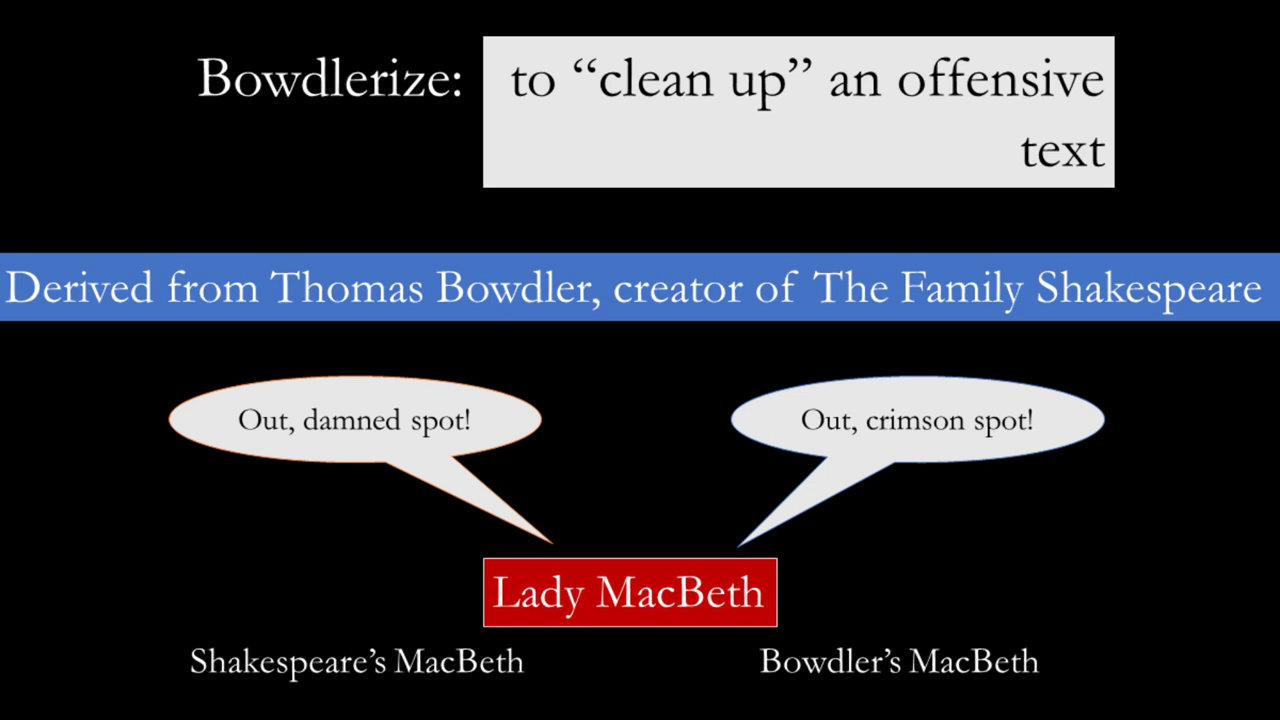 Bowdlerize:
to “clean up” an offensive
text
Derived from Thomas Bowdler, creator of The Family Shakespeare
Out, damned spot!
Out, crimson spot!
Lady MacBeth
Shakespeare’s MacBeth
Bowdler’s MacBeth